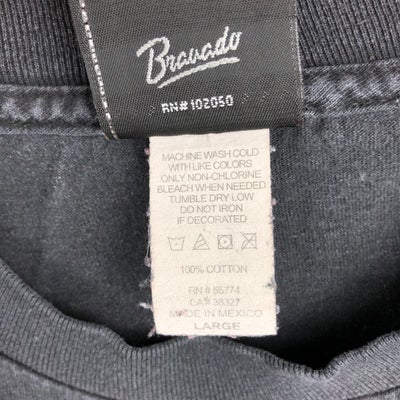 Bravado
RN# 102050
MACHINE WASH COLD
WITH LIKE COLORS
ONLY NON-CHLORINE
BLEACH WHEN NEEDED
TUMBLE DRY LOW
DO NOT IRON
IF DECORATED
100% COTTON
RN # 55774
CA# 38327
MADE IN MEXICO
LARGE